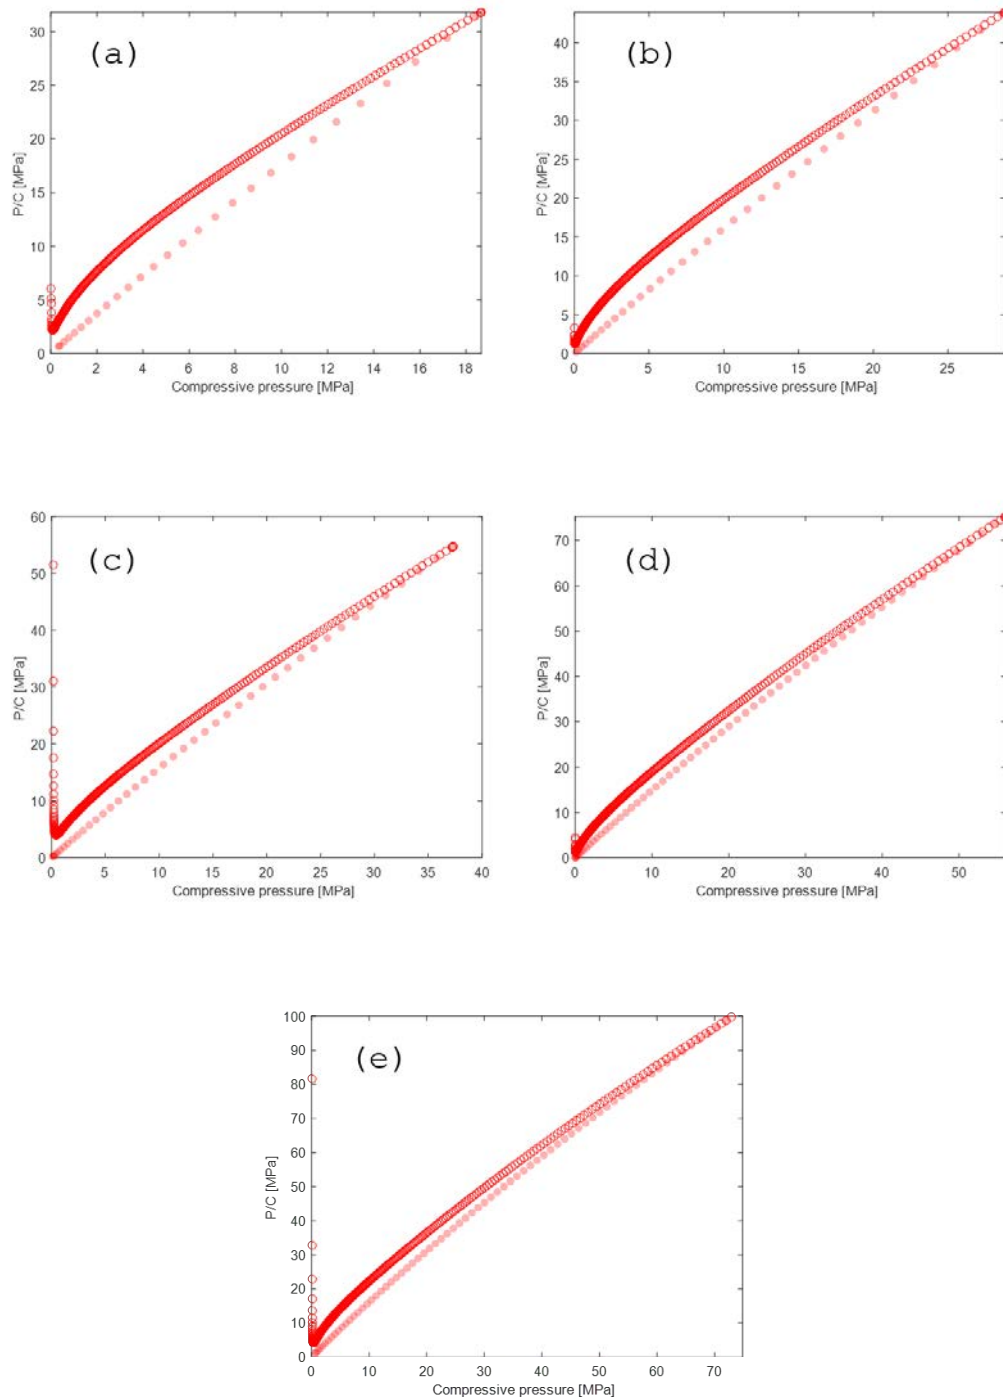 (a)
P/C [MPa]
30
25
20
15
10
5
0
0 2 4 6 8 10 12 14 16 18
Compressive pressure [MPa]
(b)
P/C [MPa]
40
35
30
25
20
15
10
5
0
0 5 10 15 20 25
Compressive pressure [MPa]
(c)
P/C [MPa]
60
50
40
30
20
10
0
0 5 10 15 20 25 30 35 40
Compressive pressure [MPa]
(d)
P/C [MPa]
70
60
50
40
30
20
10
0
0 10 20 30 40 50
Compressive pressure [MPa]
(e)
P/C [MPa]
100
90
80
70
60
50
40
30
20
10
0
0 10 20 30 40 50 60 70
Compressive pressure [MPa]